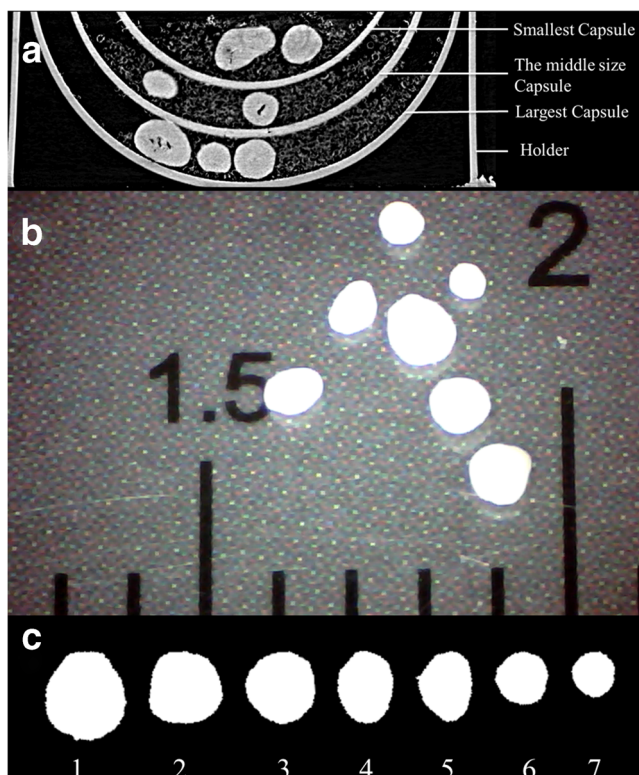 a
Smallest Capsule
The middle size
Capsule
Largest Capsule
Holder
b
2
1.5
c
1 2 3 4 5 6 7